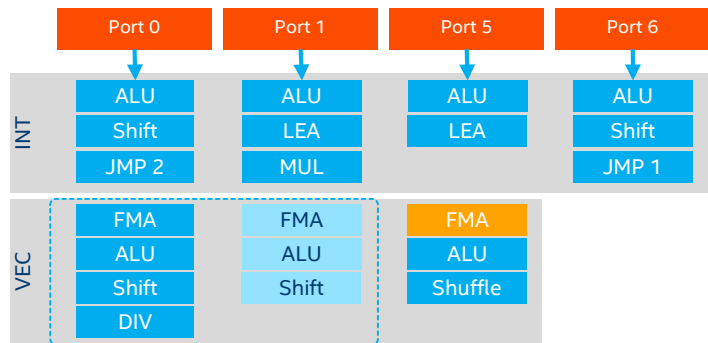 Port 0 Port 1 Port 5 Port 6
INT
ALU ALU ALU ALU
Shift LEA LEA Shift
JMP 2 MUL JMP 1
VEC
FMA FMA FMA
ALU ALU ALU
Shift Shift Shuffle
DIV